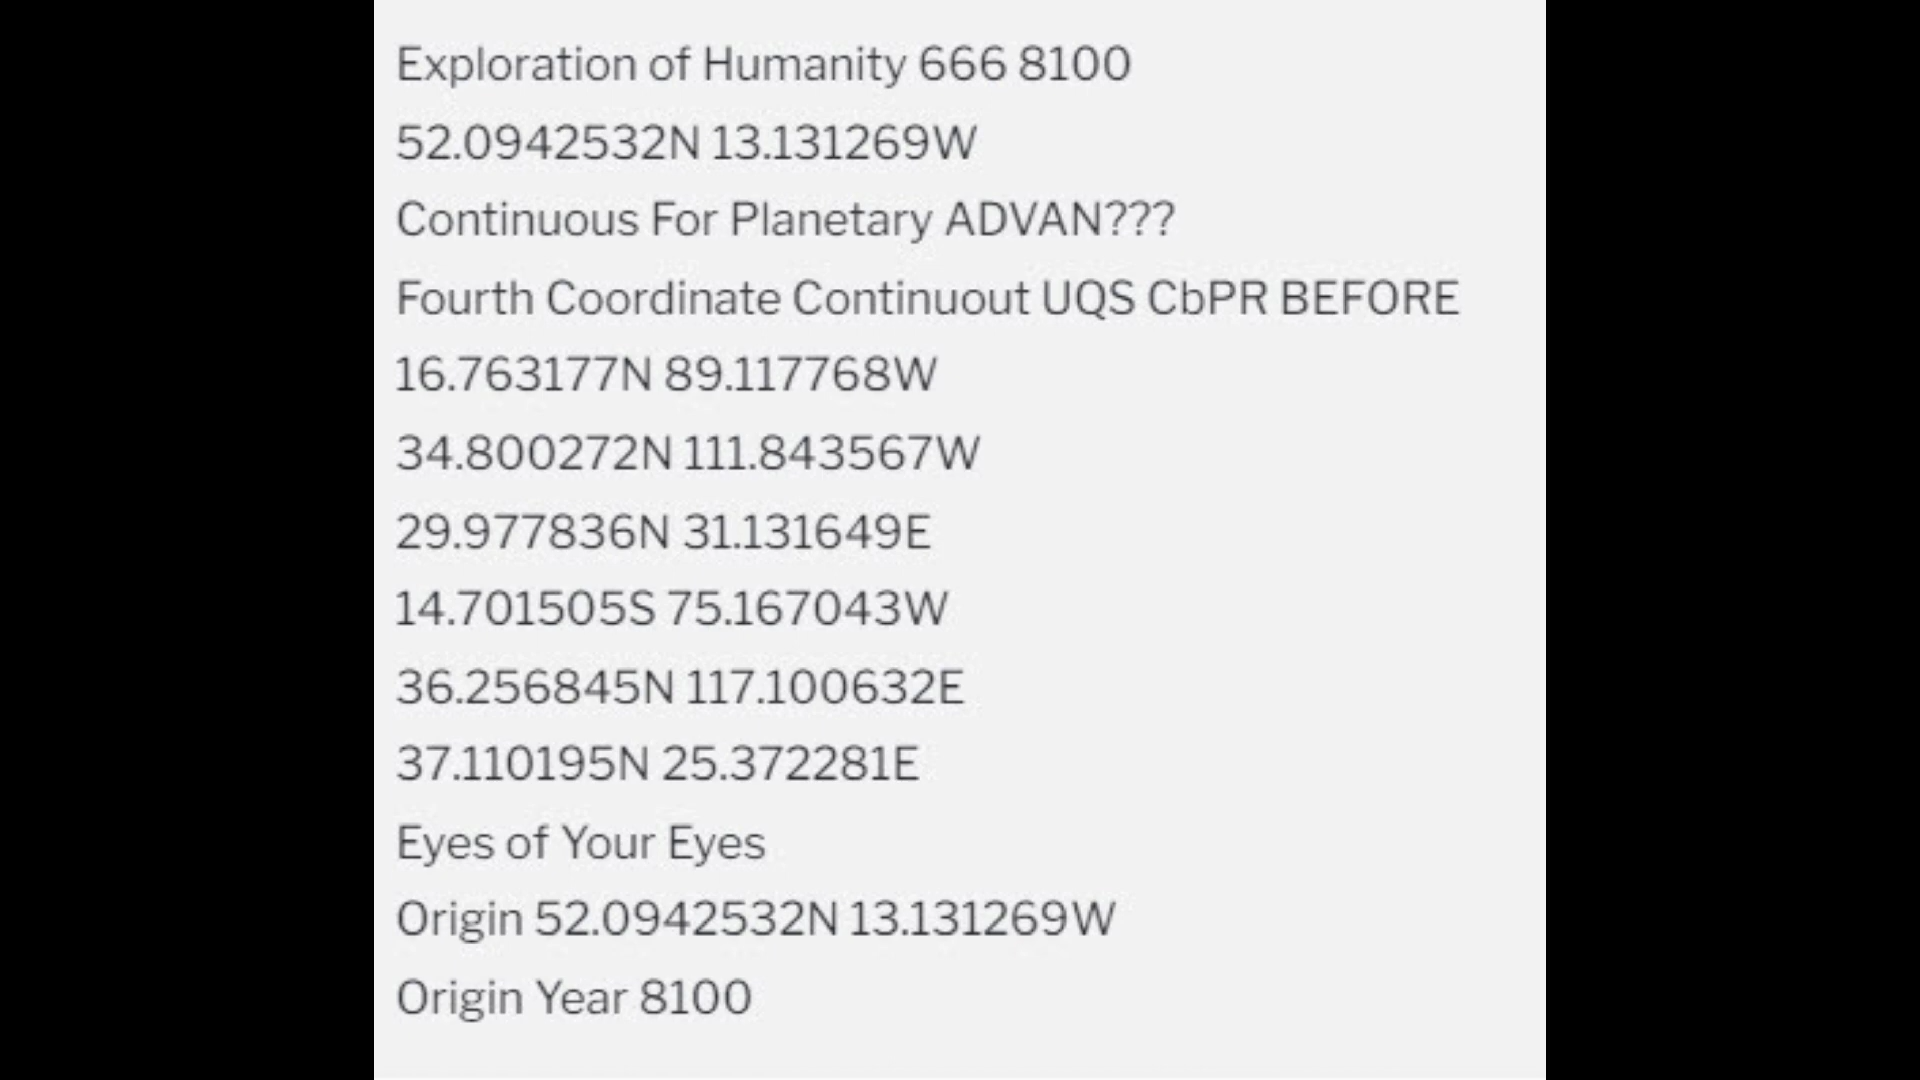 Exploration of Humanity 666 8100
52.0942532N 13.131269W
Continuous For Planetary ADVAN???
Fourth Coordinate Continuout UQS CbPR BEFORE
16.763177N 89.117768W
34.800272N 111.843567W
29.977836N 31.131649E
14.701505S 75.167043W
36.256845N 117.100632E
37.110195N 25.372281E
Eyes of Your Eyes
Origin 52.0942532N 13.131269W
Origin Year 8100